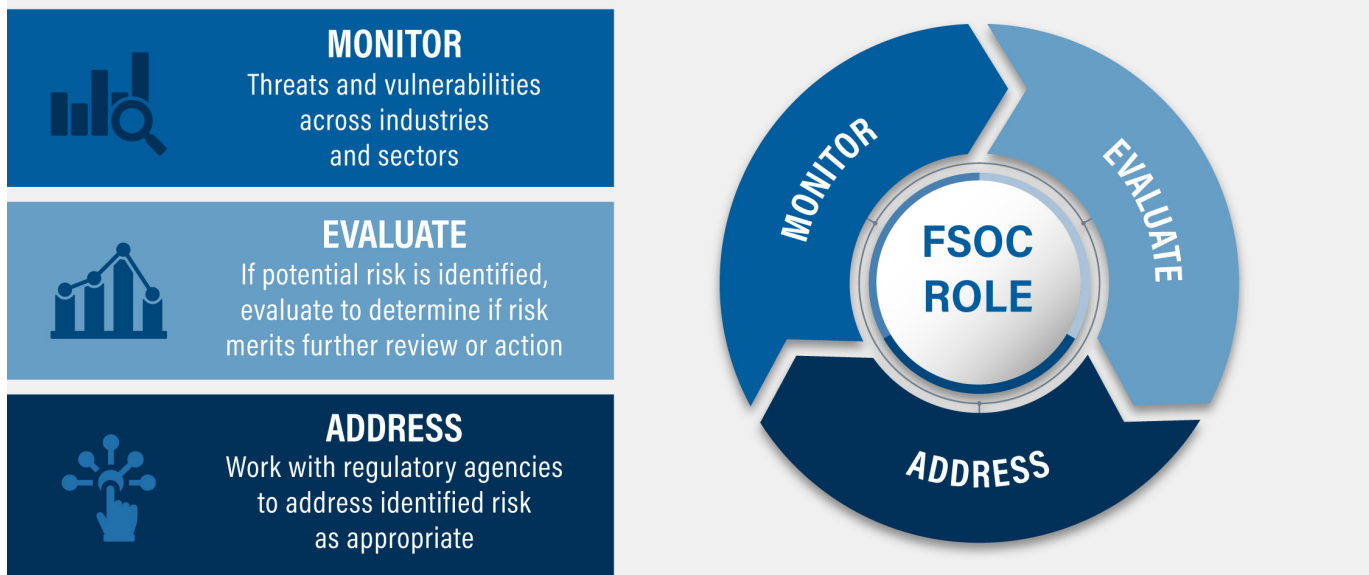 MONITOR
Threats and vulnerabilities
across industries
and sectors
EVALUATE
If potential risk is identified,
evaluate to determine if risk
merits further review or action
ADDRESS
Work with regulatory agencies
to address identified risk
as appropriate
MONITOR
EVALUATE
FSOC
ROLE
ADDRESS